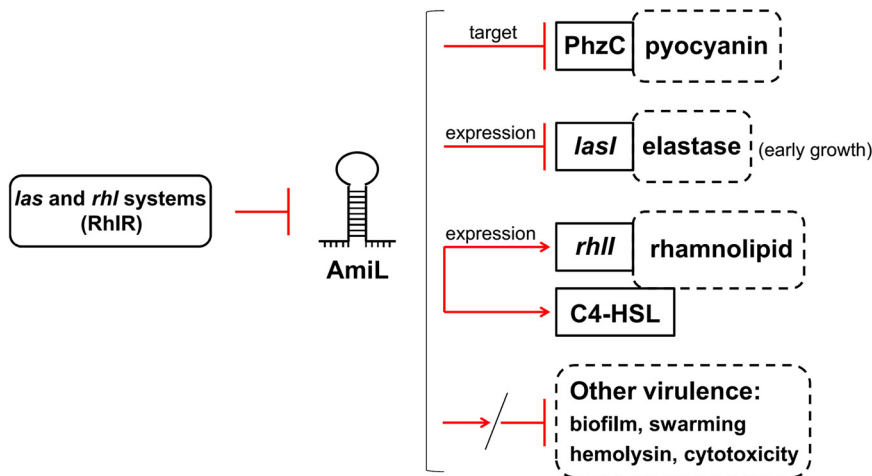 target
PhzC pyocyanin
expression
lasI elastase (early growth)
las and rhl systems
(RhlR)
AmiL
expression
rhlI rhamnolipid
C4-HSL
Other virulence:
biofilm, swarming
hemolysin, cytotoxicity